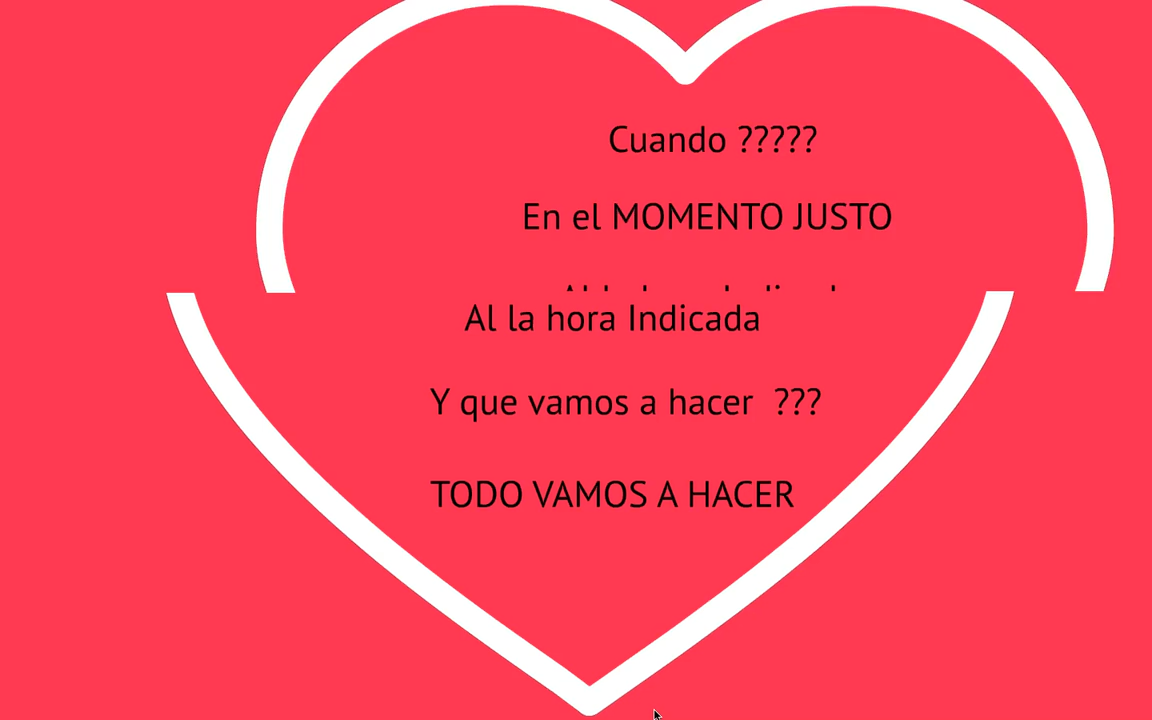 Cuando ?????
En el MOMENTO JUSTO
Al la hora Indicada
Y que vamos a hacer ???
TODO VAMOS A HACER